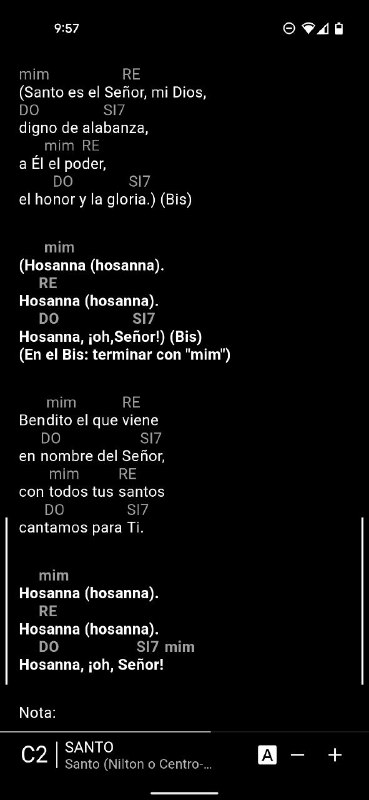 9:57
mim RE
(Santo es el Señor, mi Dios,
DO SI7
digno de alabanza,
mim RE
a Él el poder,
DO SI7
el honor y la gloria.) (Bis)
mim
(Hosanna (hosanna).
RE
Hosanna (hosanna).
DO SI7
Hosanna, ¡oh,Señor!) (Bis)
(En el Bis: terminar con "mim")
mim RE
Bendito el que viene
DO SI7
en nombre del Señor,
mim RE
con todos tus santos
DO SI7
cantamos para Ti.
mim
Hosanna (hosanna).
RE
Hosanna (hosanna).
DO SI7 mim
Hosanna, ¡oh, Señor!
Nota:
C2 SANTO
Santo (Nilton o Centro-...
A − +